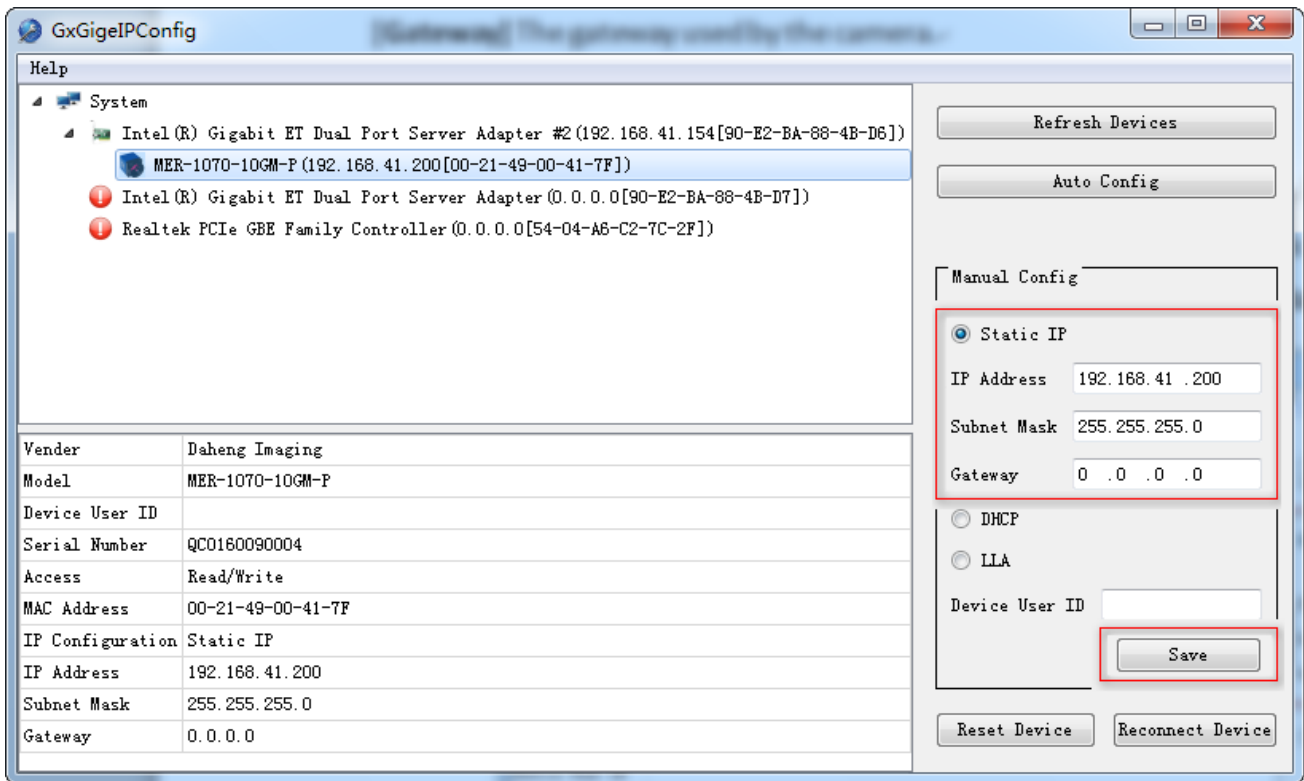 GxGigeIPConfig
[Gateway] The gateway used by the camera.
Help
System
Intel(R) Gigabit ET Dual Port Server Adapter #2(192.168.41.154[90-E2-BA-88-4B-D6])
MER-1070-10GM-P(192.168.41.200[00-21-49-00-41-7F])
Intel(R) Gigabit ET Dual Port Server Adapter(0.0.0.0[90-E2-BA-88-4B-D7])
Realtek PCIe GBE Family Controller(0.0.0.0[54-04-A6-C2-7C-2F])
Vender Daheng Imaging
Model MER-1070-10GM-P
Device User ID
Serial Number QC0160090004
Access Read/Write
MAC Address 00-21-49-00-41-7F
IP Configuration Static IP
IP Address 192.168.41.200
Subnet Mask 255.255.255.0
Gateway 0.0.0.0
Refresh Devices
Auto Config
Manual Config
Static IP
IP Address 192.168.41 .200
Subnet Mask 255.255.255.0
Gateway 0 .0 .0 .0
DHCP
LLA
Device User ID
Save
Reset Device
Reconnect Device